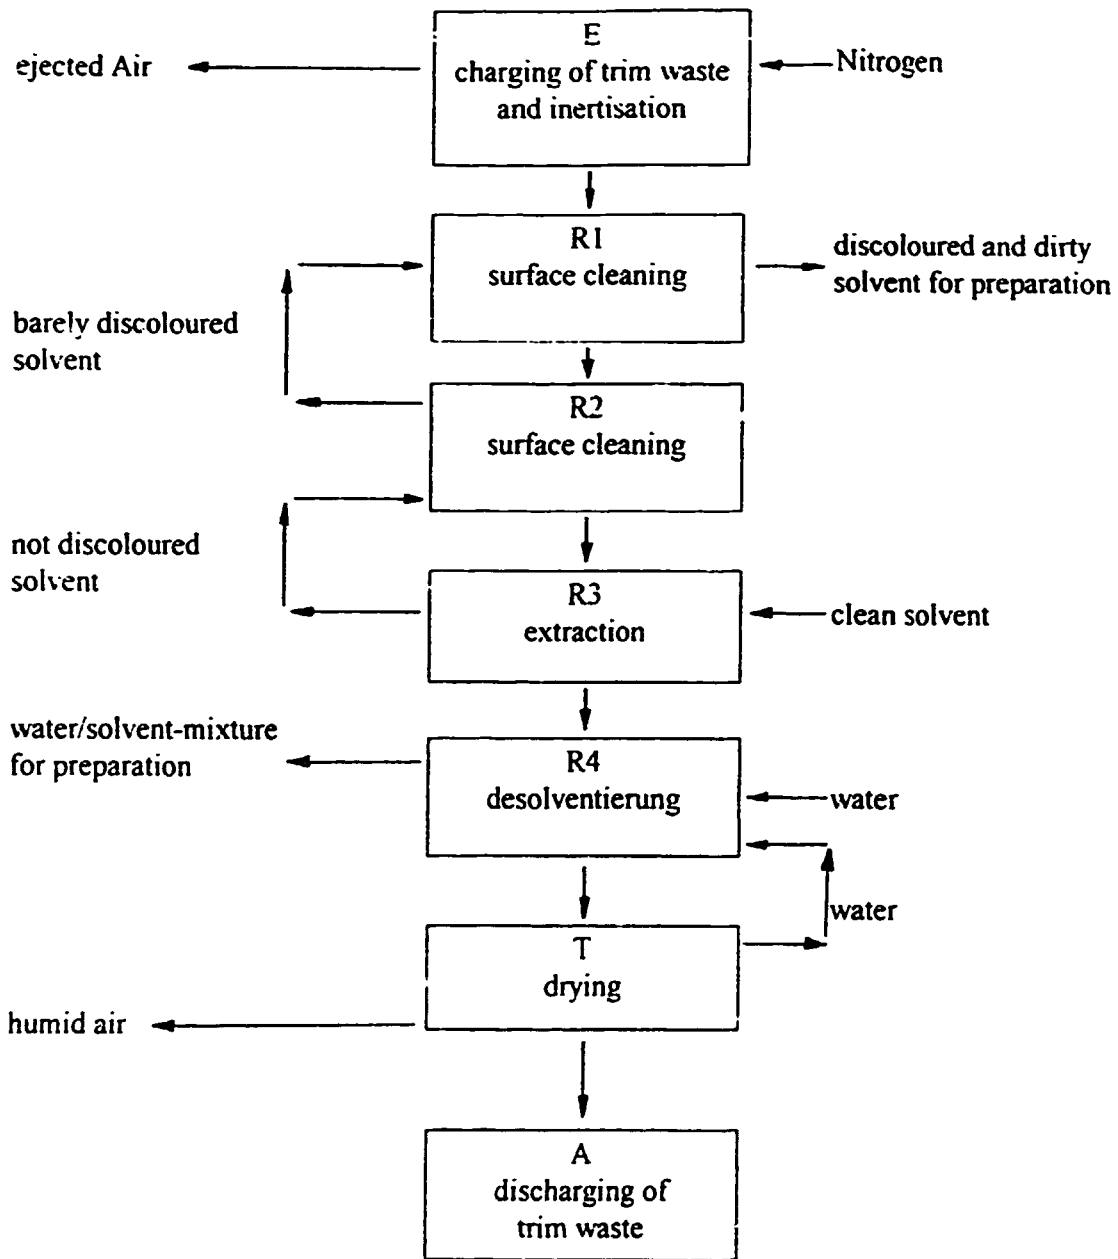 E
ejected Air
charging of trim waste
Nitrogen
and inertisation
R1
surface cleaning
discoloured and dirty
solvent for preparation
barely discoloured
solvent
R2
surface cleaning
not discoloured
solvent
R3
extraction
clean solvent
water/solvent-mixture
for preparation
R4
desolventierung
water
water
T
drying
humid air
A
discharging of
trim waste